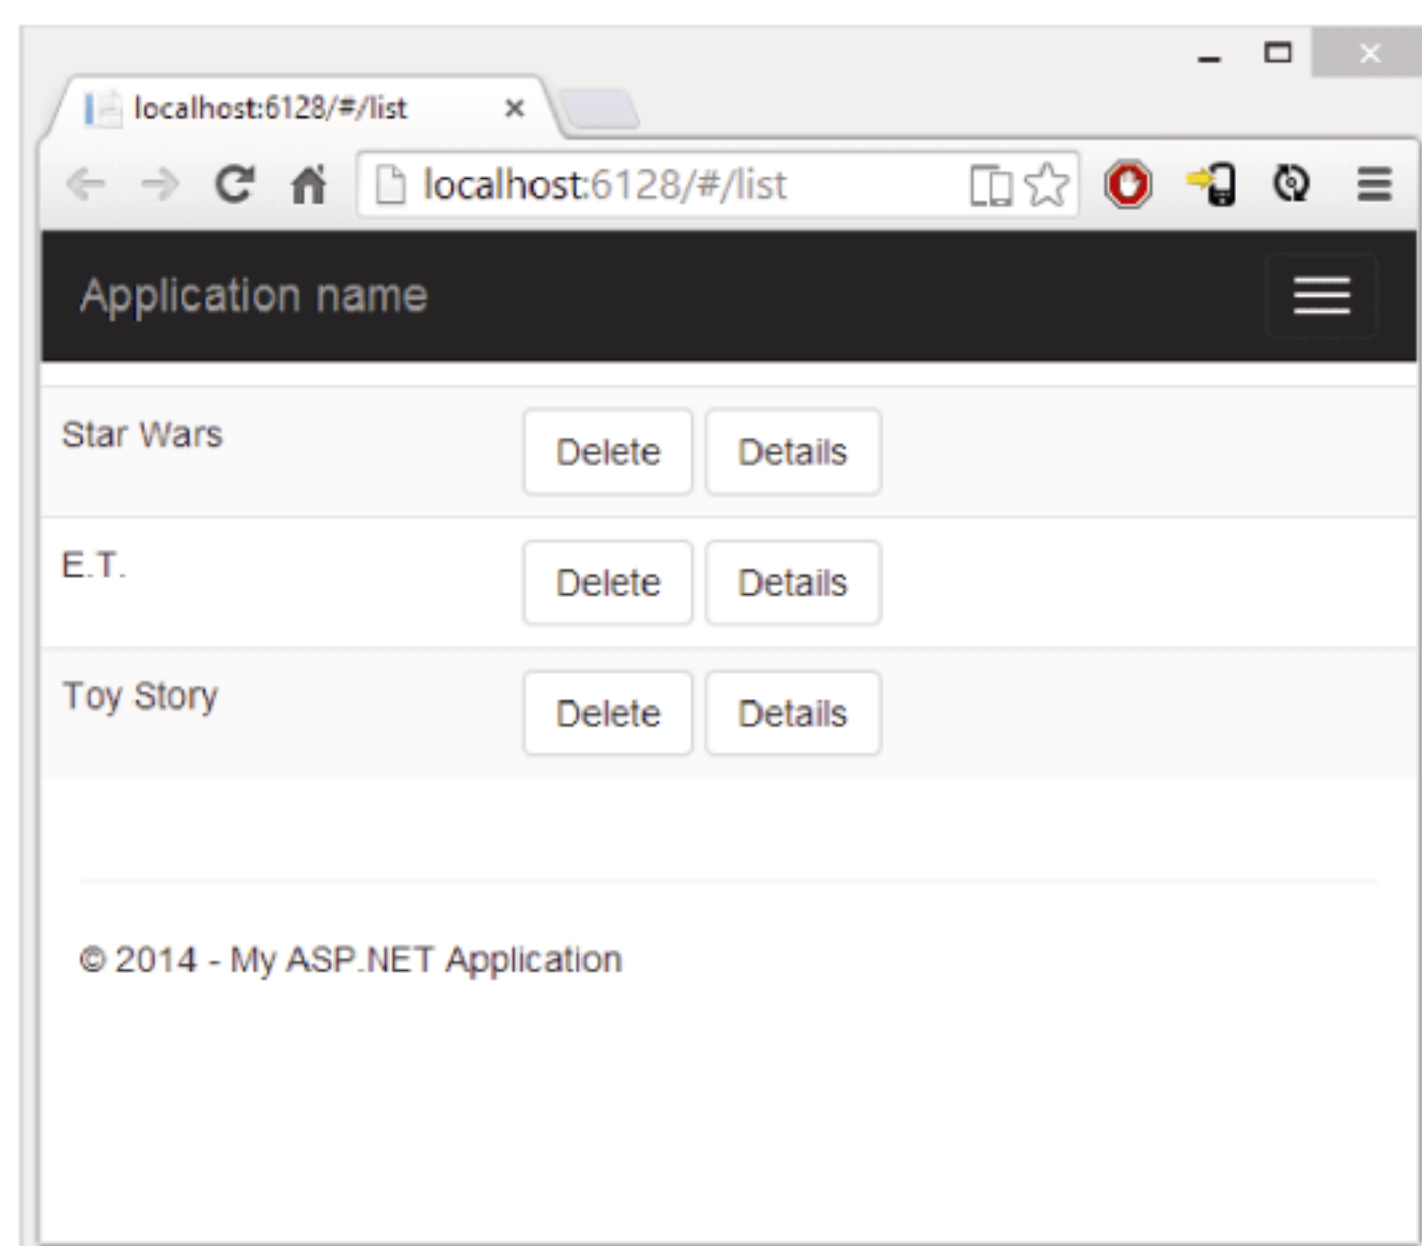 localhost:6128/#/list
localhost:6128/#/list
Application name
Star Wars Delete Details
E.T. Delete Details
Toy Story Delete Details
© 2014 - My ASP.NET Application